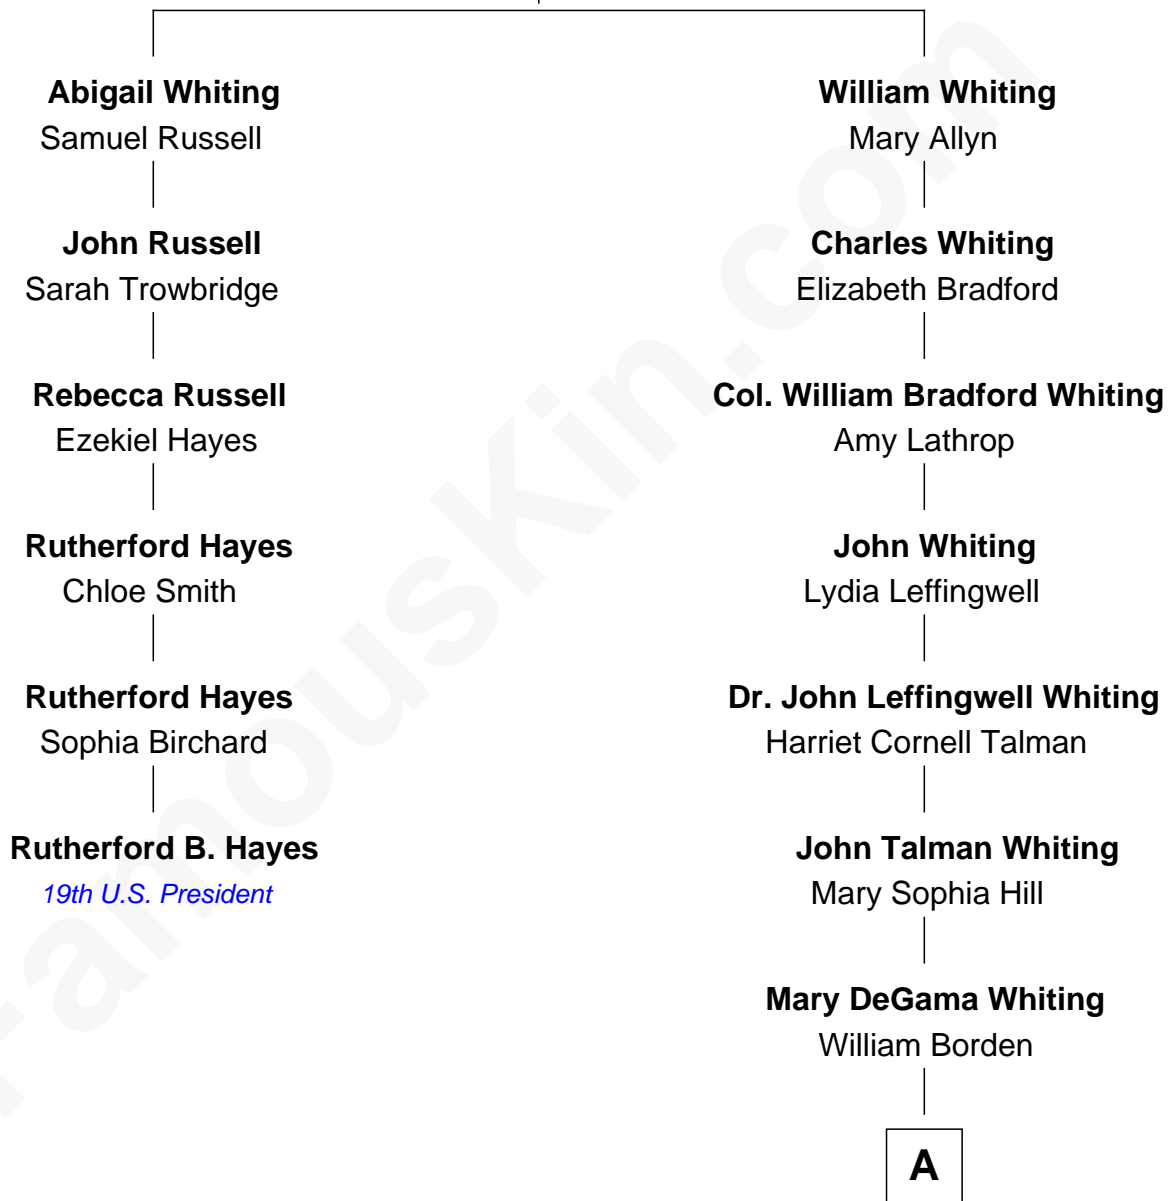 Abigail Whiting
Samuel Russell
John Russell
Sarah Trowbridge
Rebecca Russell
Ezekiel Hayes
Rutherford Hayes
Chloe Smith
Rutherford Hayes
Sophia Birchard
Rutherford B. Hayes
19th U.S. President
William Whiting
Mary Allyn
Charles Whiting
Elizabeth Bradford
Col. William Bradford Whiting
Amy Lathrop
John Whiting
Lydia Leffingwell
Dr. John Leffingwell Whiting
Harriet Cornell Talman
John Talman Whiting
Mary Sophia Hill
Mary DeGama Whiting
William Borden
A
FamousKin.com